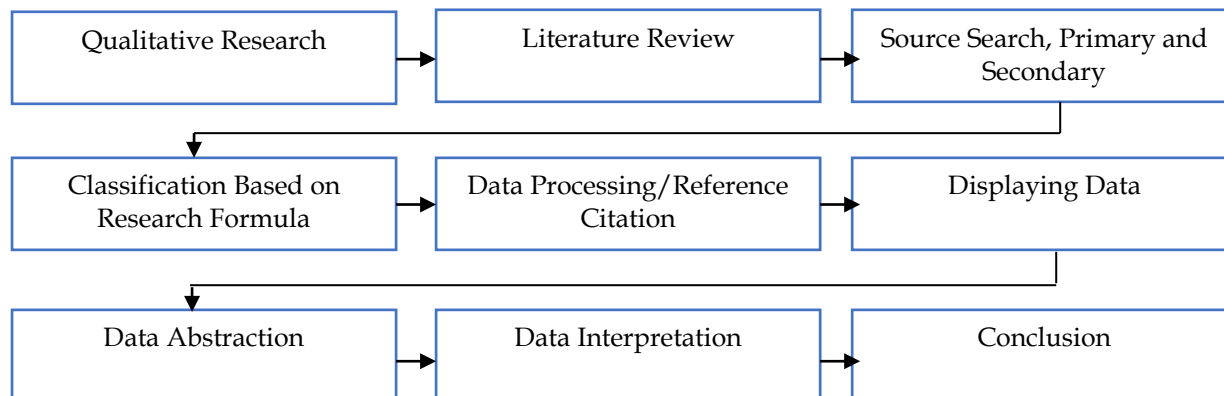 Qualitative Research
Literature Review
Source Search, Primary and
Secondary
Classification Based on
Research Formula
Data Processing/Reference
Citation
Displaying Data
Data Abstraction
Data Interpretation
Conclusion